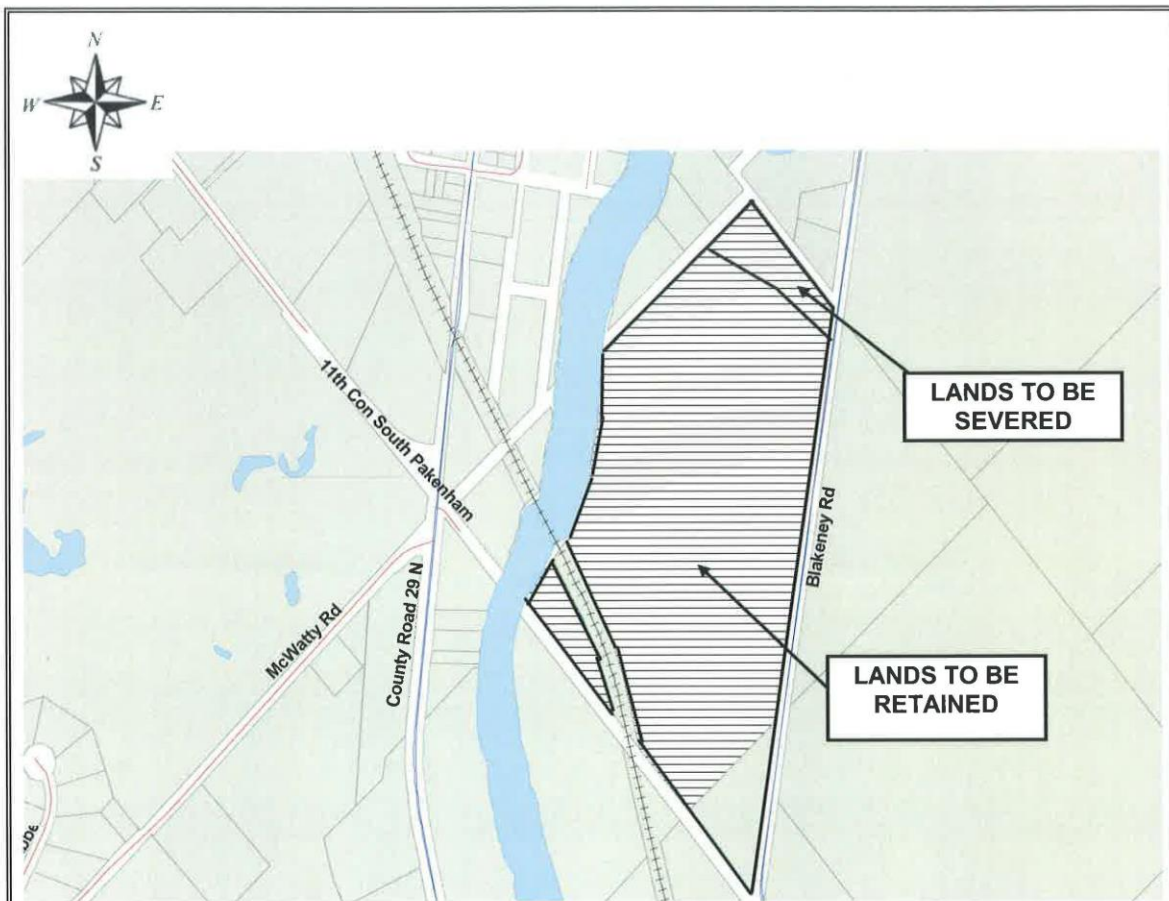 N
W E
S
11th Con South Pakenham
LANDS TO BE
SEVERED
Blakeney Rd
County Road 29 N
McWatty Rd
LANDS TO BE
RETAINED